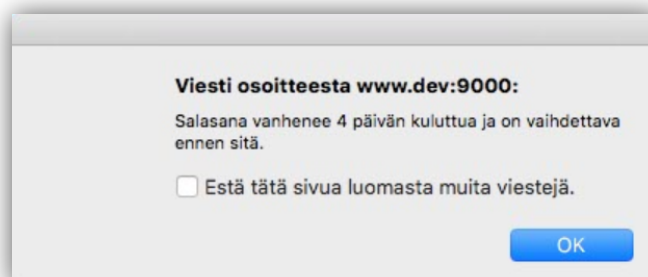 Viesti osoitteesta www.dev:9000:
Salasana vanhenee 4 päivän kuluttua ja on vaihdettava
ennen sitä.
Estä tätä sivua luomasta muita viestejä.
OK